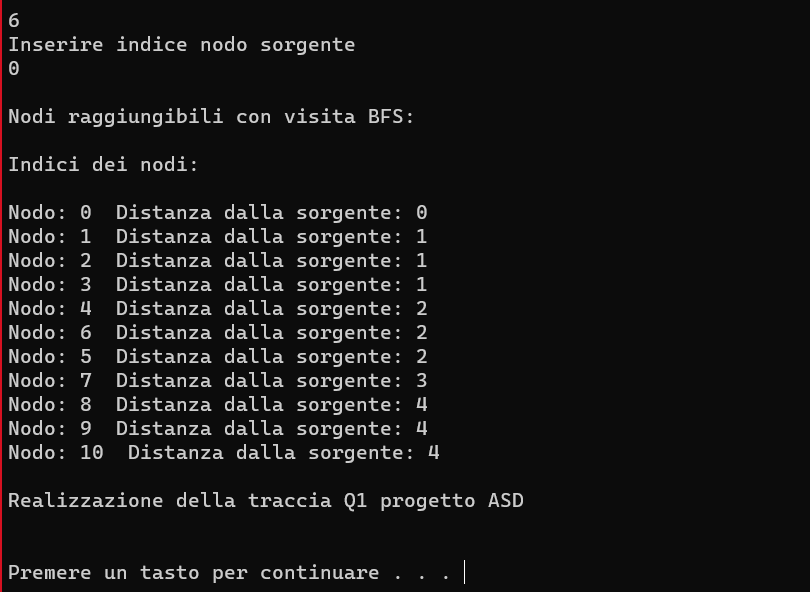 6
Inserire indice nodo sorgente
0
Nodi raggiungibili con visita BFS:
Indici dei nodi:
Nodo: 0  Distanza dalla sorgente: 0
Nodo: 1  Distanza dalla sorgente: 1
Nodo: 2  Distanza dalla sorgente: 1
Nodo: 3  Distanza dalla sorgente: 1
Nodo: 4  Distanza dalla sorgente: 2
Nodo: 6  Distanza dalla sorgente: 2
Nodo: 5  Distanza dalla sorgente: 2
Nodo: 7  Distanza dalla sorgente: 3
Nodo: 8  Distanza dalla sorgente: 4
Nodo: 9  Distanza dalla sorgente: 4
Nodo: 10  Distanza dalla sorgente: 4
Realizzazione della traccia Q1 progetto ASD
Premere un tasto per continuare . . .